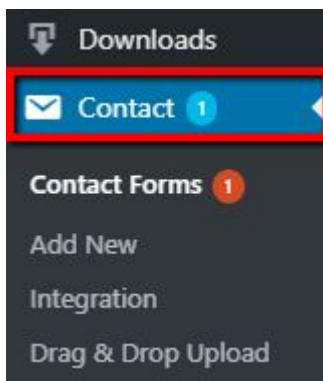 Downloads
Contact 1
Contact Forms 1
Add New
Integration
Drag & Drop Upload